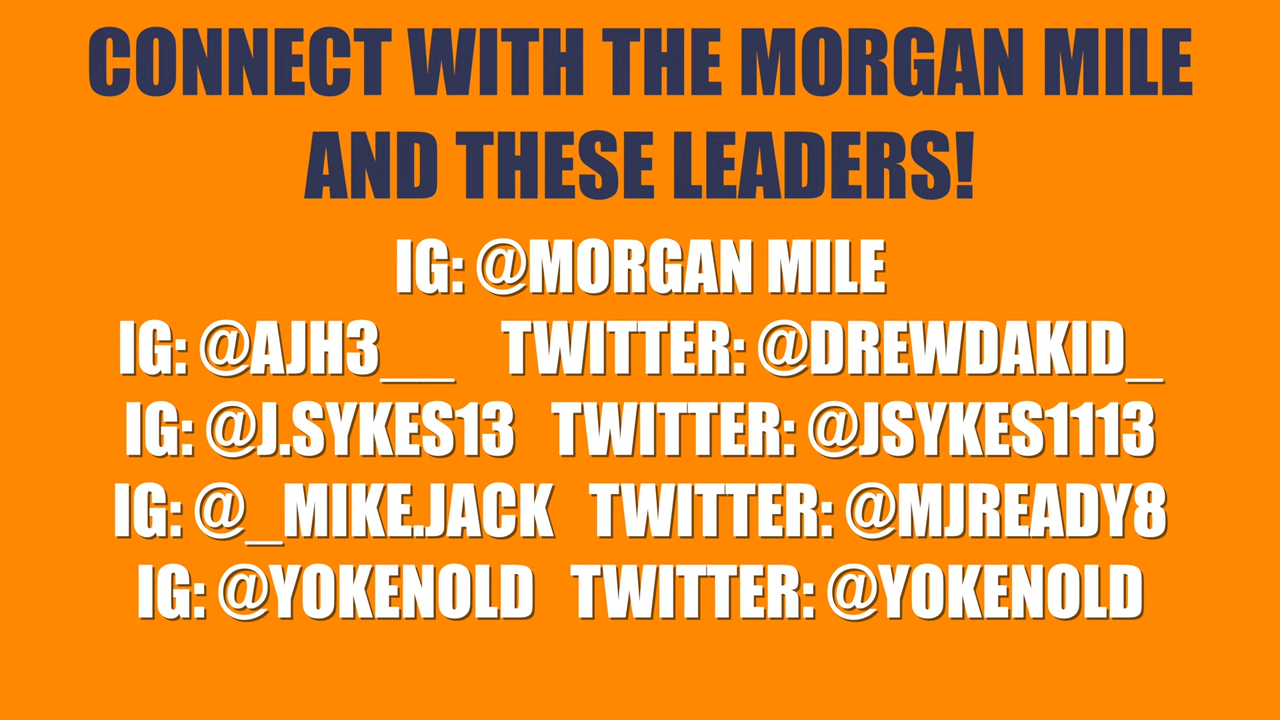 CONNECT WITH THE MORGAN MILE
AND THESE LEADERS!
IG: @MORGAN MILE
IG: @AJH3__ TWITTER: @DREWDAKID_
IG: @J.SYKES13 TWITTER: @JSYKES1113
IG: @_MIKE.JACK TWITTER: @MJREADY8
IG: @YOKENOLD TWITTER: @YOKENOLD